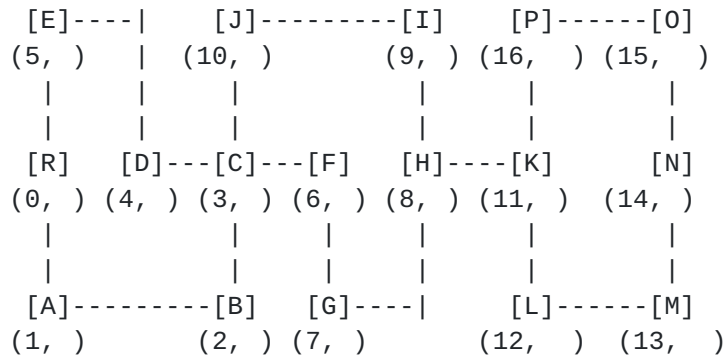 [E]----|    [J]---------[I]    [P]------[O]
(5, )  |  (10, )       (9, ) (16,  ) (15,  )
  |    |     |           |      |        |
  |    |     |           |      |        |
 [R]   [D]---[C]---[F]   [H]----[K]      [N]
(0, ) (4, ) (3, ) (6, ) (8, ) (11, )  (14, )
  |          |     |     |      |        |
  |          |     |     |      |        |
 [A]---------[B]   [G]----|     [L]------[M]
(1, )       (2, ) (7, )       (12,  ) (13,  )